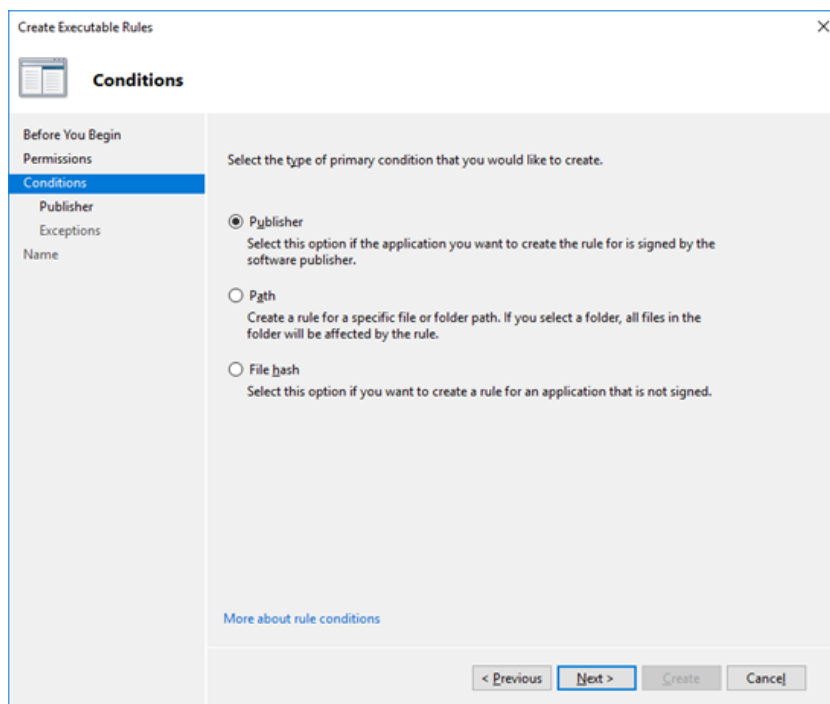 Create Executable Rules
Conditions
Before You Begin
Permissions
Conditions
Publisher
Exceptions
Name
Select the type of primary condition that you would like to create.
Publisher
Select this option if the application you want to create the rule for is signed by the
software publisher.
Path
Create a rule for a specific file or folder path. If you select a folder, all files in the
folder will be affected by the rule.
File hash
Select this option if you want to create a rule for an application that is not signed.
More about rule conditions
< Previous
Next >
Create
Cancel